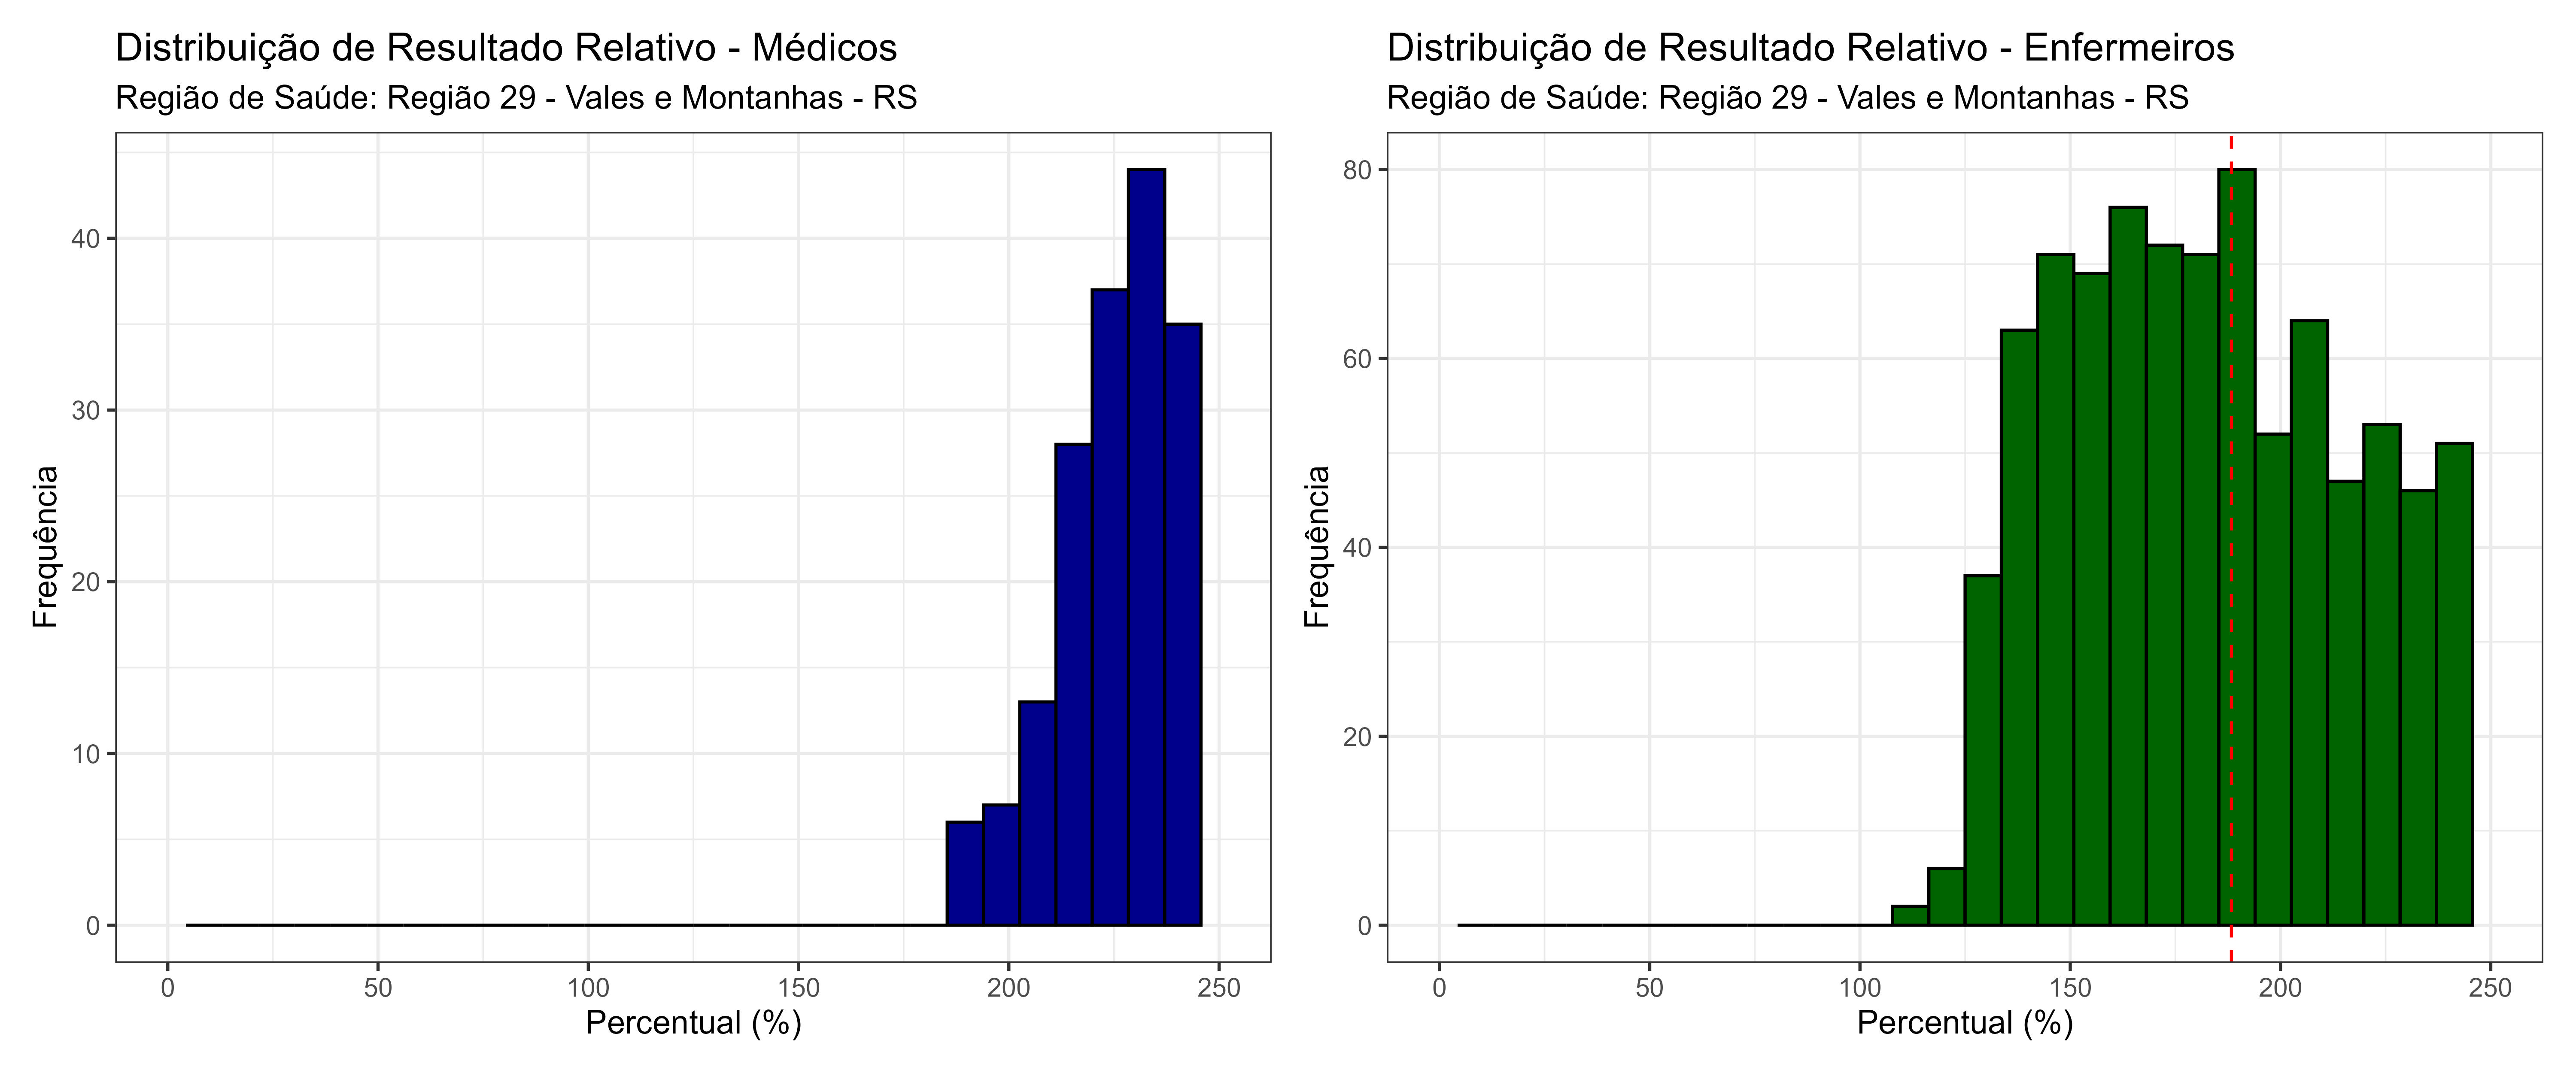 Distribuição de Resultado Relativo - Médicos
Região de Saúde: Região 29 - Vales e Montanhas - RS
Frequência
40
30
20
10
0
0 50 100 150 200 250
Percentual (%)
Distribuição de Resultado Relativo - Enfermeiros
Região de Saúde: Região 29 - Vales e Montanhas - RS
Frequência
80
60
40
20
0
0 50 100 150 200 250
Percentual (%)